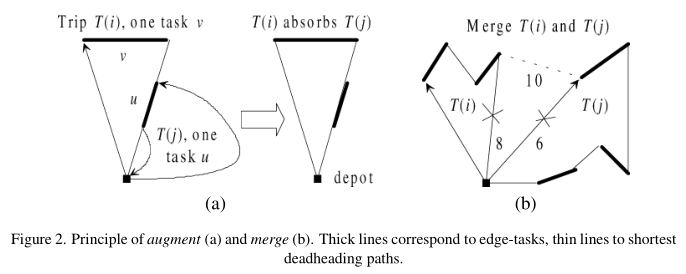 Trip T(i), one task v
T(i) absorbs T(j)
Merge T(i) and T(j)
v
u
T(j), one
task u
depot
10
T(i)
T(j)
8
6
(a)
(b)
Figure 2. Principle of augment (a) and merge (b). Thick lines correspond to edge-tasks, thin lines to shortest
deadheading paths.